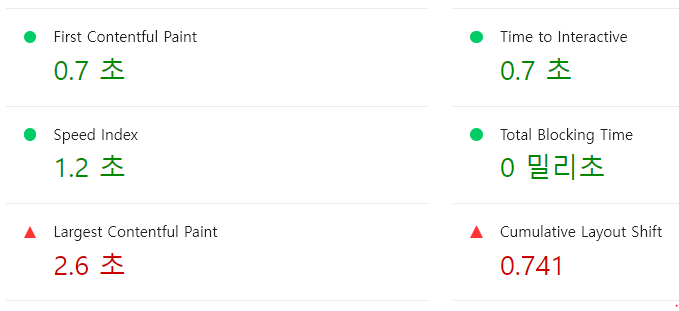 First Contentful Paint
0.7 초
Time to Interactive
0.7 초
Speed Index
1.2 초
Total Blocking Time
0 밀리초
Largest Contentful Paint
2.6 초
Cumulative Layout Shift
0.741